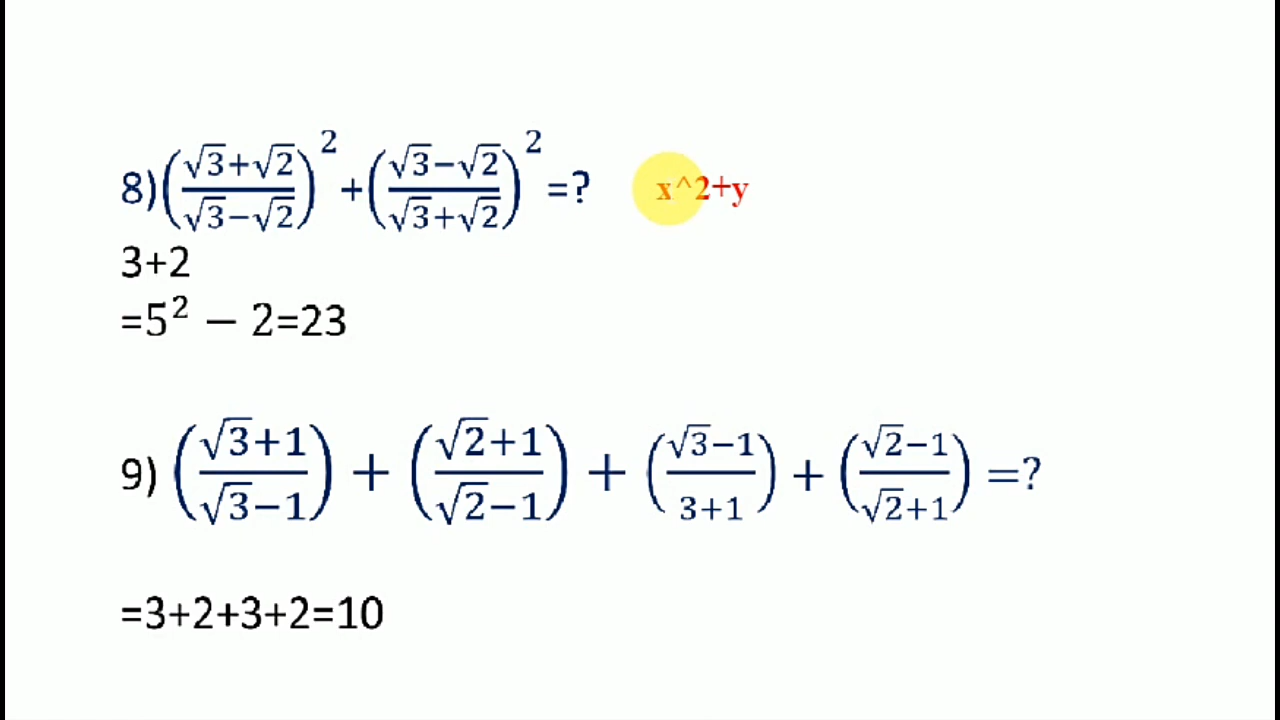 8)((√3+√2)/(√3−√2))² + ((√3−√2)/(√3+√2))² =? x^2+y
3+2
=5² − 2=23
9) ((√3+1)/(√3−1)) + ((√2+1)/(√2−1)) + ((√3−1)/(3+1)) + ((√2−1)/(√2+1)) =?
=3+2+3+2=10